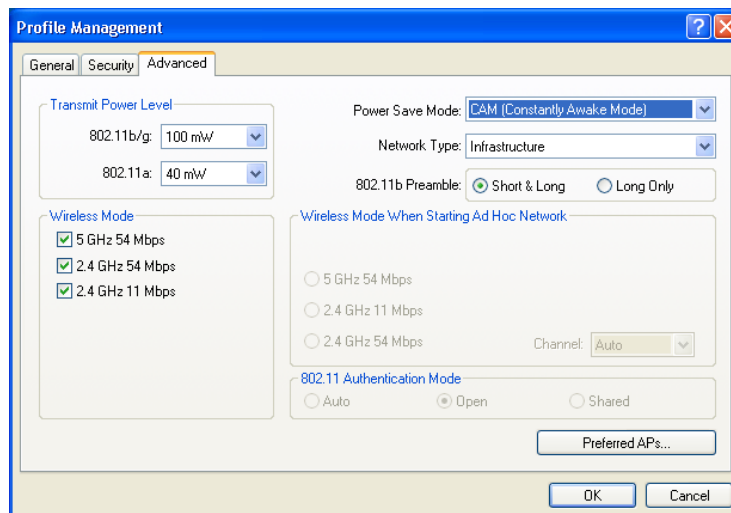 Profile Management
General Security Advanced
Transmit Power Level
802.11b/g: 100 mW
802.11a: 40 mW
Power Save Mode: CAM (Constantly Awake Mode)
Network Type: Infrastructure
802.11b Preamble: Short & Long Long Only
Wireless Mode
5 GHz 54 Mbps
2.4 GHz 54 Mbps
2.4 GHz 11 Mbps
Wireless Mode When Starting Ad Hoc Network
5 GHz 54 Mbps
2.4 GHz 11 Mbps
2.4 GHz 54 Mbps Channel: Auto
802.11 Authentication Mode
Auto Open Shared
Preferred APs...
OK Cancel